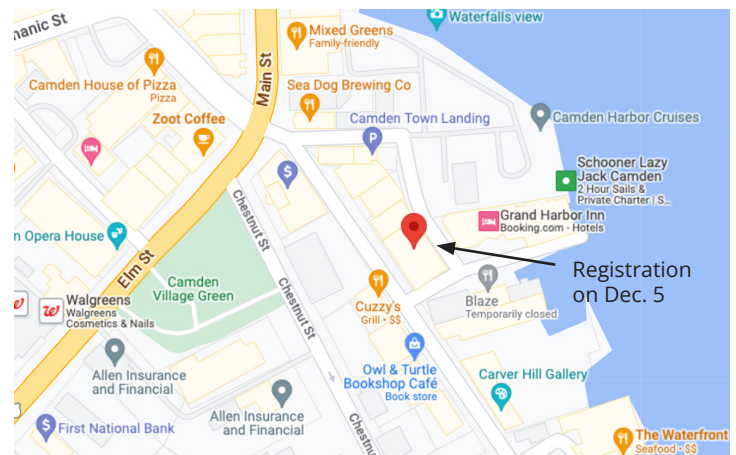 anic St
Waterfalls view
Mixed Greens
Family-friendly
Main St
Camden House of Pizza
Pizza
Sea Dog Brewing Co
Zoot Coffee
Camden Town Landing
P
Camden Harbor Cruises
$
Schooner Lazy
Jack Camden
2 Hour Sails &
Private Charter | S...
Chestnut St
Grand Harbor Inn
Booking.com - Hotels
n Opera House
Elm St
Registration
on Dec. 5
Camden
Village Green
Chestnut St
Blaze
Temporarily closed
Cuzzy's
Grill • $$
w
w
Walgreens
Walgreens
Cosmetics & Nails
Owl & Turtle
Bookshop Café
Book store
Carver Hill Gallery
Allen Insurance
and Financial
Allen Insurance
and Financial
$
First National Bank
The Waterfront
Seafood • $$